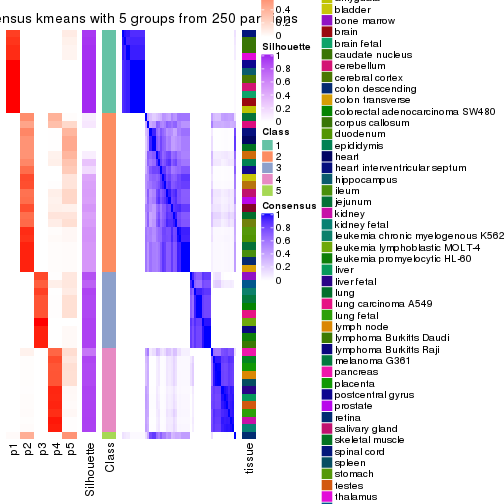 ensus kmeans with 5 groups from 250 par
ons
0.4
0.2
0
Silhouette
1
0.8
0.6
0.4
0.2
0
Class
1
2
3
4
5
Consensus
1
0.8
0.6
0.4
0.2
0
bladder
bone marrow
brain
brain fetal
caudate nucleus
cerebellum
cerebral cortex
colon descending
colon transverse
colorectal adenocarcinoma SW480
corpus callosum
duodenum
epididymis
heart
heart interventricular septum
hippocampus
ileum
jejunum
kidney
kidney fetal
leukemia chronic myelogenous K562
leukemia lymphoblastic MOLT-4
leukemia promyelocytic HL-60
liver
liver fetal
lung
lung carcinoma A549
lung fetal
lymph node
lymphoma Burkitts Daudi
lymphoma Burkitts Raji
melanoma G361
pancreas
placenta
postcentral gyrus
prostate
retina
salivary gland
skeletal muscle
spinal cord
spleen
stomach
testes
thalamus
p1
p2
p3
p4
p5
Silhouette
Class
tissue